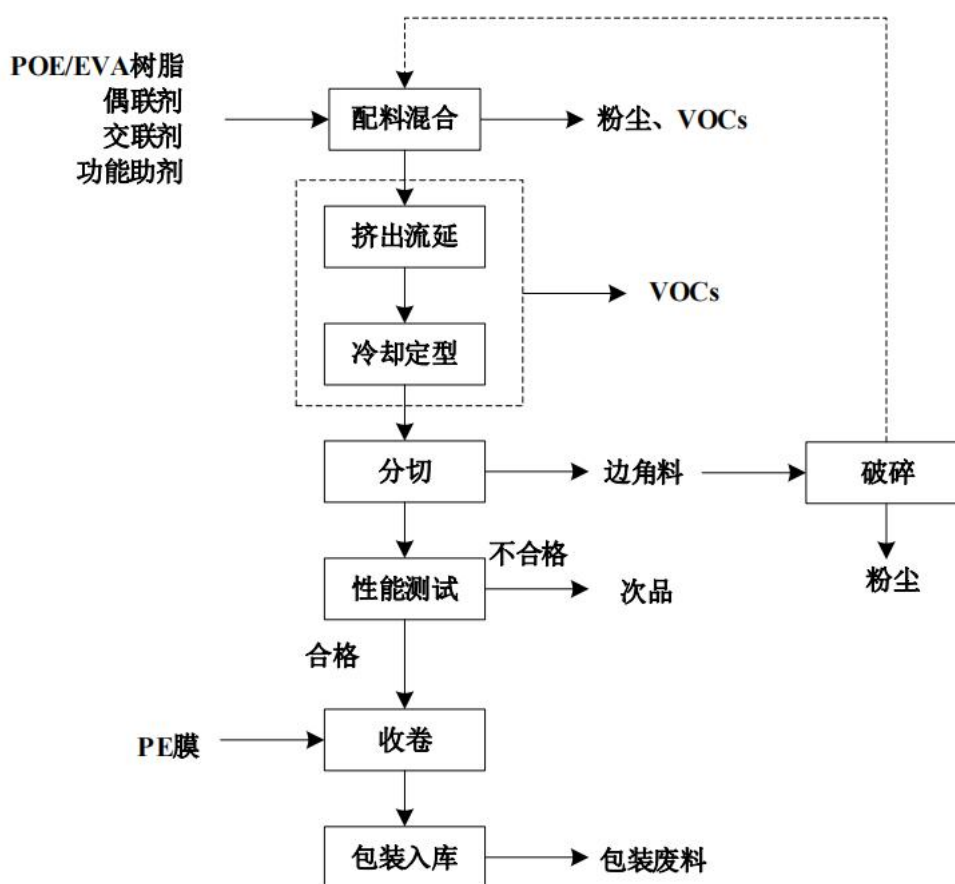 POE/EVA树脂
偶联剂
交联剂
功能助剂
配料混合
粉尘、VOCs
挤出流延
VOCs
冷却定型
分切
边角料
破碎
不合格
性能测试
次品
粉尘
合格
PE膜
收卷
包装入库
包装废料